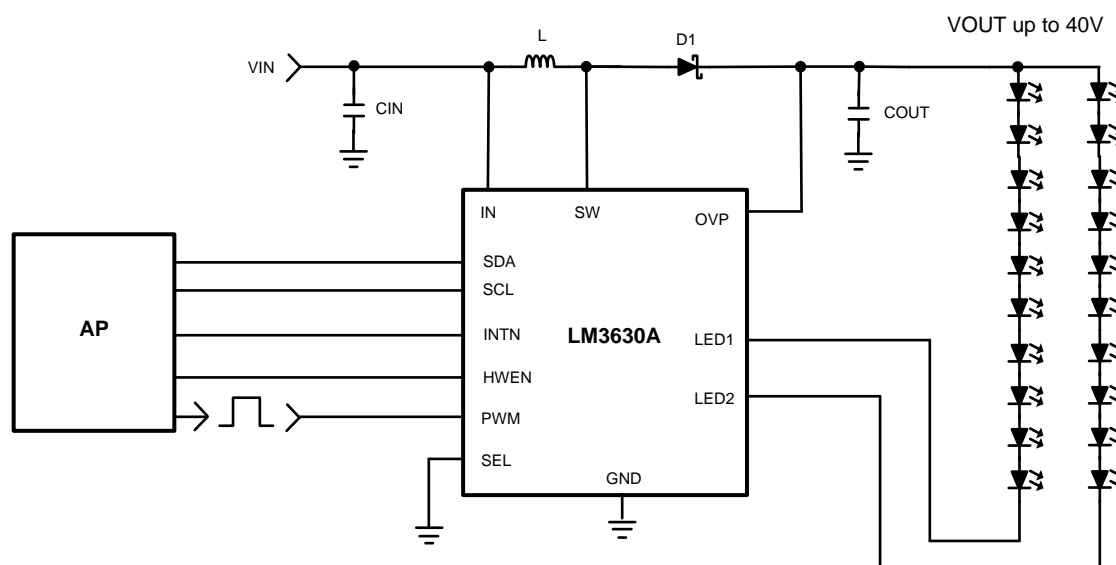 VOUT up to 40V
L
D1
VIN
CIN
COUT
IN
SW
OVP
SDA
SCL
AP
INTN
LM3630A
LED1
HWEN
LED2
PWM
SEL
GND